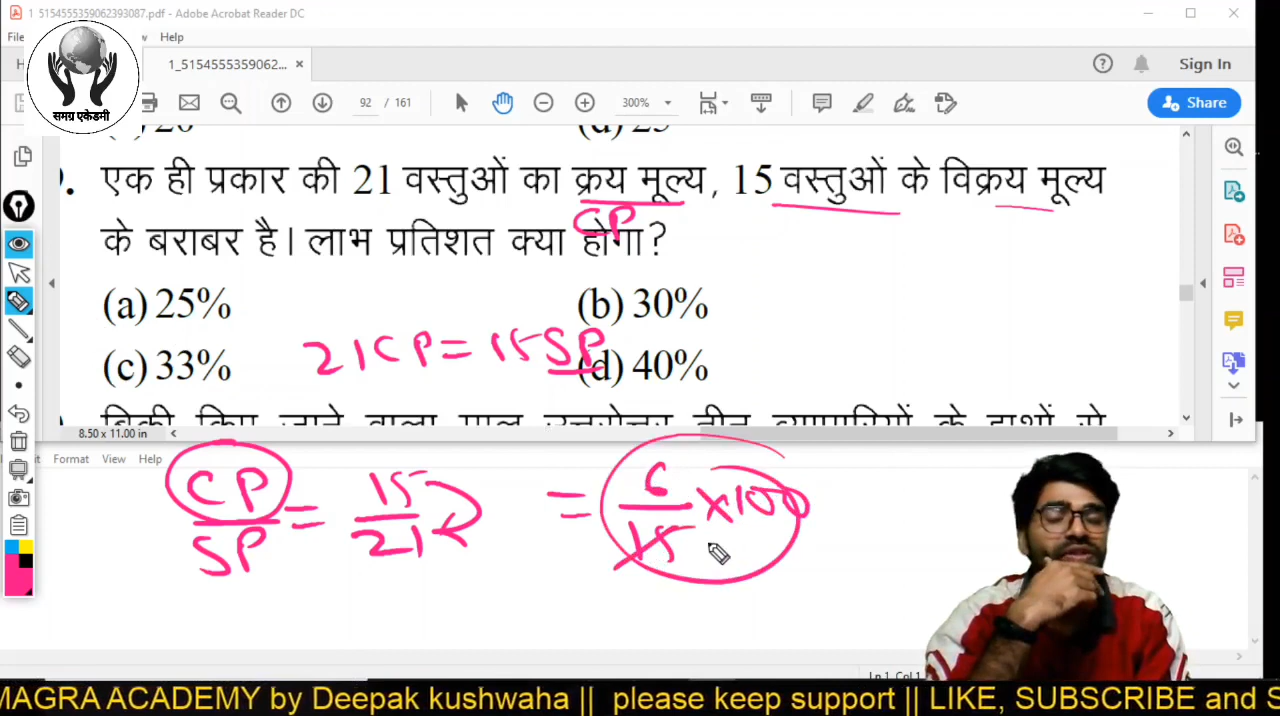 1_5154555359062393087.pdf - Adobe Acrobat Reader DC
Help
1_5154555359062... ×
Sign In
समग्र एकेडमी
92 / 161
300%
Share
एक ही प्रकार की 21 वस्तुओं का क्रय मूल्य, 15 वस्तुओं के विक्रय मूल्य
CP
के बराबर है। लाभ प्रतिशत क्या होगा?
(a) 25%
(b) 30%
21CP=15SP
(c) 33%
(d) 40%
8.50 x 11.00 in
Format View Help
CP/SP = 15/21 = 6/15 ×100
MAGRA ACADEMY by Deepak kushwaha || please keep support || LIKE, SUBSCRIBE and S